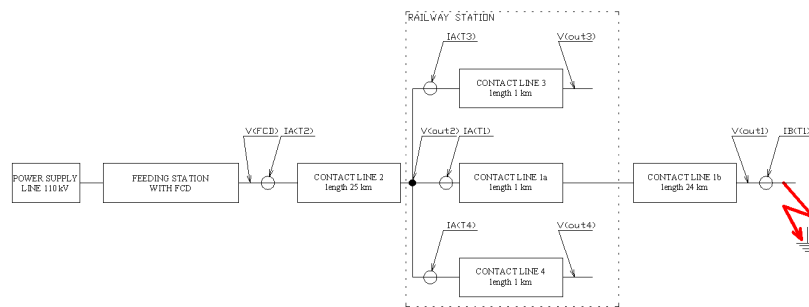 RAILWAY STATION
IA(T3)
V(out3)
CONTACT LINE 3
length 1 km
V(FCD)
IA(T2)
V(out2)
IA(T1)
V(out1)
IB(T1)
POWER SUPPLY
LINE 110 kV
FEEDING STATION
WITH FCD
CONTACT LINE 2
length 25 km
CONTACT LINE 1a
length 1 km
CONTACT LINE 1b
length 24 km
IA(T4)
V(out4)
CONTACT LINE 4
length 1 km